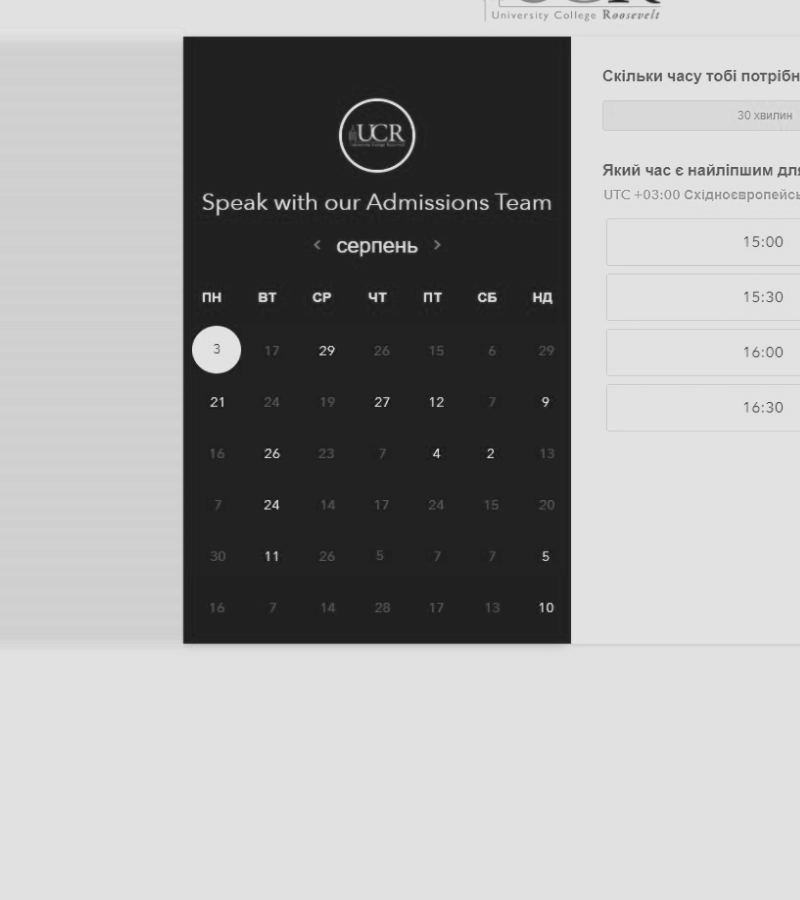 University College Roosevelt
UCR
Speak with our Admissions Team
серпень
ПН ВТ СР ЧТ ПТ СБ НД
3 17 29 26 15 6 29
21 24 19 27 12 7 9
16 26 23 7 4 2 13
7 24 14 17 24 15 20
30 11 26 5 7 7 5
16 7 14 28 17 13 10
Скільки часу тобі потрібн
30 хвилин
Який час є найліпшим для
UTC +03:00 Східноєвропейсь
15:00
15:30
16:00
16:30